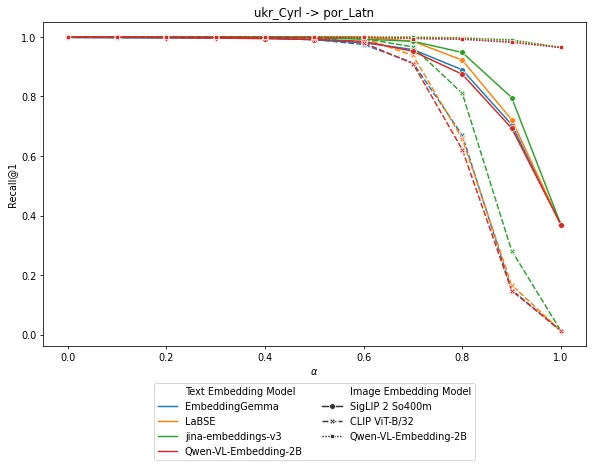 ukr_Cyrl -> por_Latn
Recall@1
1.0
0.8
0.6
0.4
0.2
0.0
0.0 0.2 0.4 0.6 0.8 1.0
α
Text Embedding Model
EmbeddingGemma
LaBSE
jina-embeddings-v3
Qwen-VL-Embedding-2B
Image Embedding Model
SigLIP 2 So400m
CLIP ViT-B/32
Qwen-VL-Embedding-2B